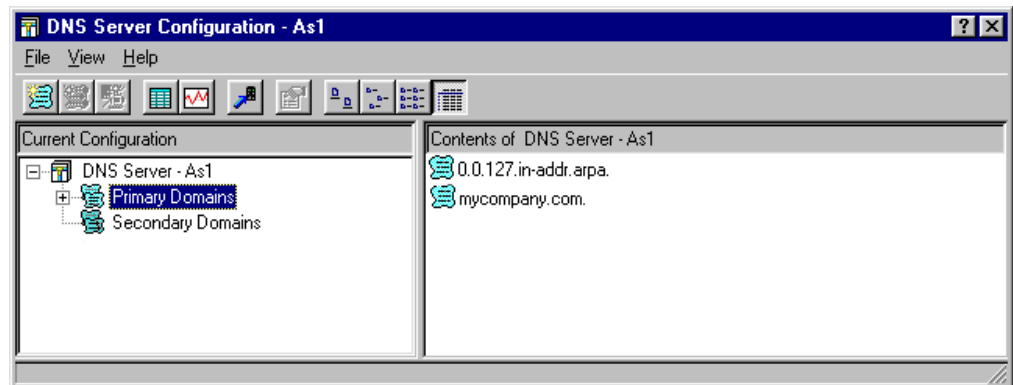 DNS Server Configuration - As1
File View Help
Current Configuration
DNS Server - As1
Primary Domains
Secondary Domains
Contents of DNS Server - As1
0.0.127.in-addr.arpa.
mycompany.com.